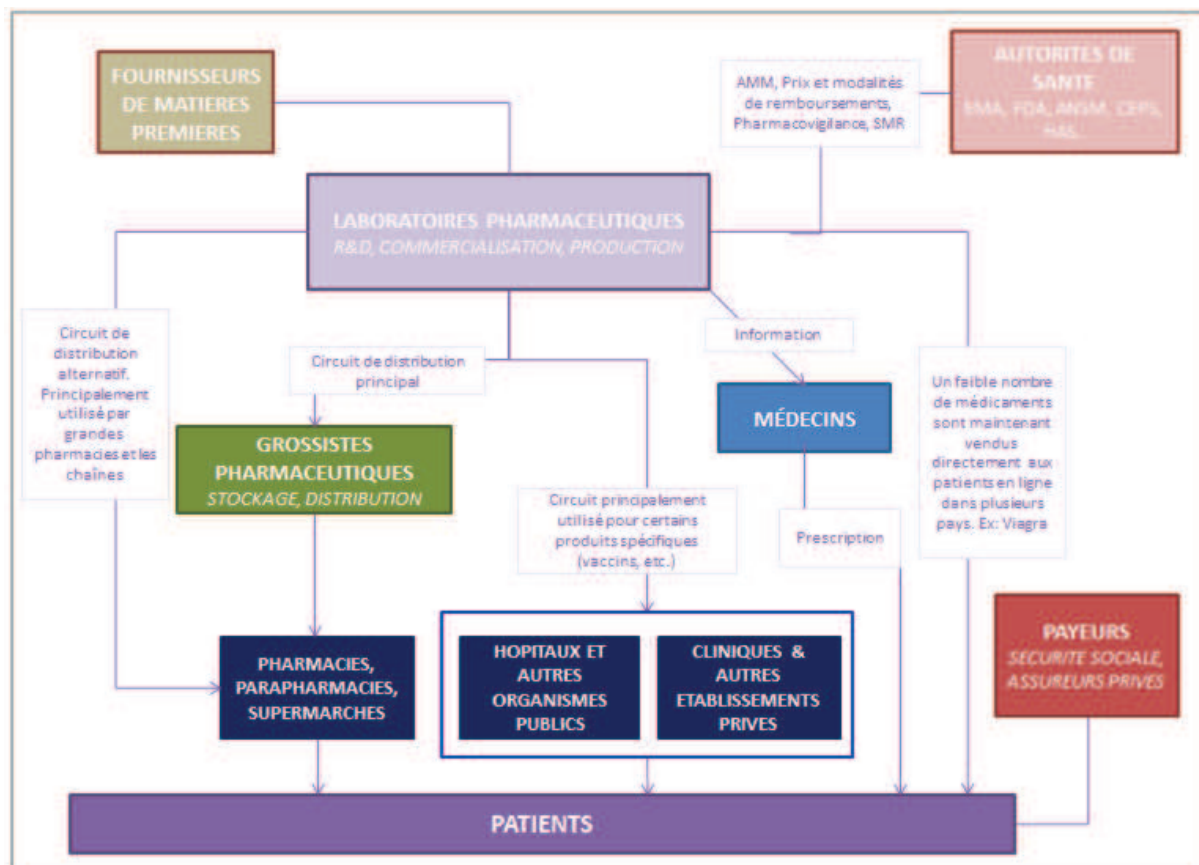 FOURNISSEURS
DE MATIERES
PREMIERES
AMM, Prix et modalités
de remboursements,
Pharmacovigilance, SMR
AUTORITES DE
SANTE
FDA, ANSM, CEPS,
LABORATOIRES PHARMACEUTIQUES
R&D, COMMERCIALISATION, PRODUCTION
Circuit de
distribution
alternatif.
Principalement
utilisé par
grandes
pharmacies et les
chaînes
Circuit de distribution
principal
Information
Un faible nombre
de médicaments
sont maintenant
vendus
directement aux
patients en ligne
dans plusieurs
pays. Ex: Viagra
MÉDECINS
GROSSISTES
PHARMACEUTIQUES
STOCKAGE, DISTRIBUTION
Circuit principalement
utilisé pour certains
produits spécifiques
(vaccins, etc.)
Prescription
PHARMACIES,
PARAPHARMACIES,
SUPERMARCHES
HOPITAUX ET
AUTRES
ORGANISMES
PUBLICS
CLINIQUES &
AUTRES
ETABLISSEMENTS
PRIVES
PAYEURS
SECURITE SOCIALE,
ASSUREURS PRIVES
PATIENTS